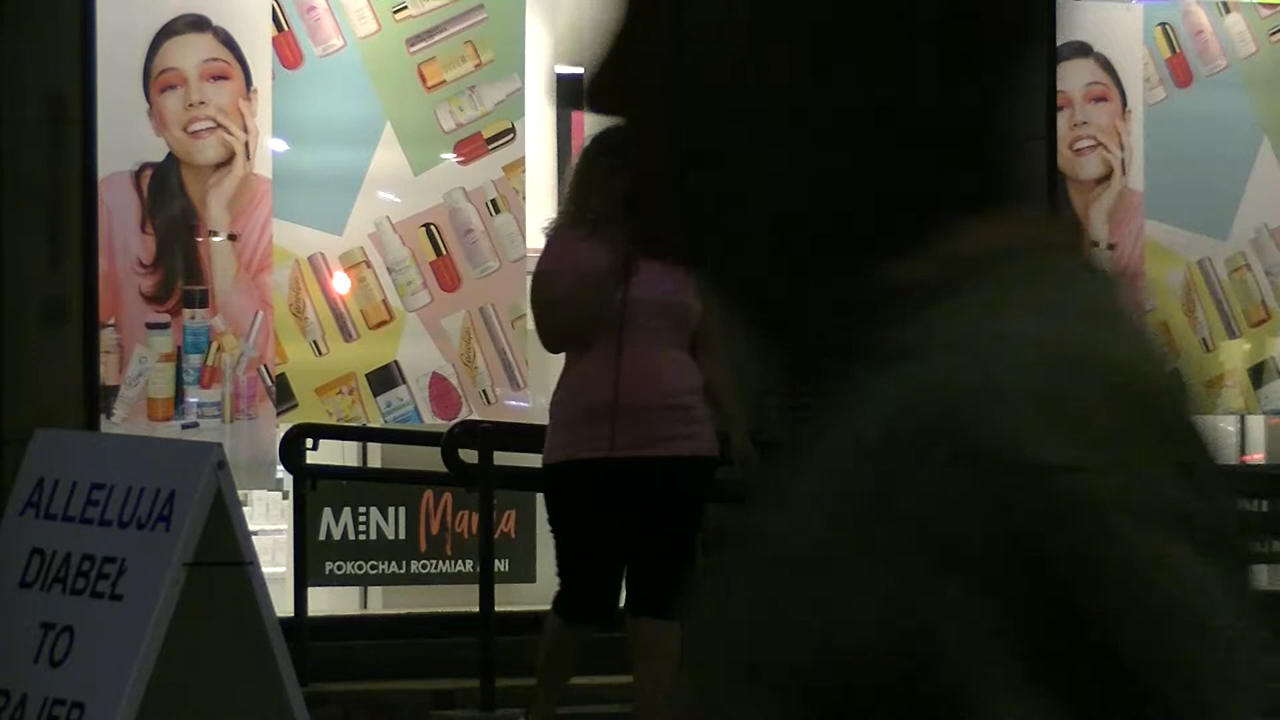 ALLELUJA
DIABEŁ
TO
MINI Mania
POKOCHAJ ROZMIAR